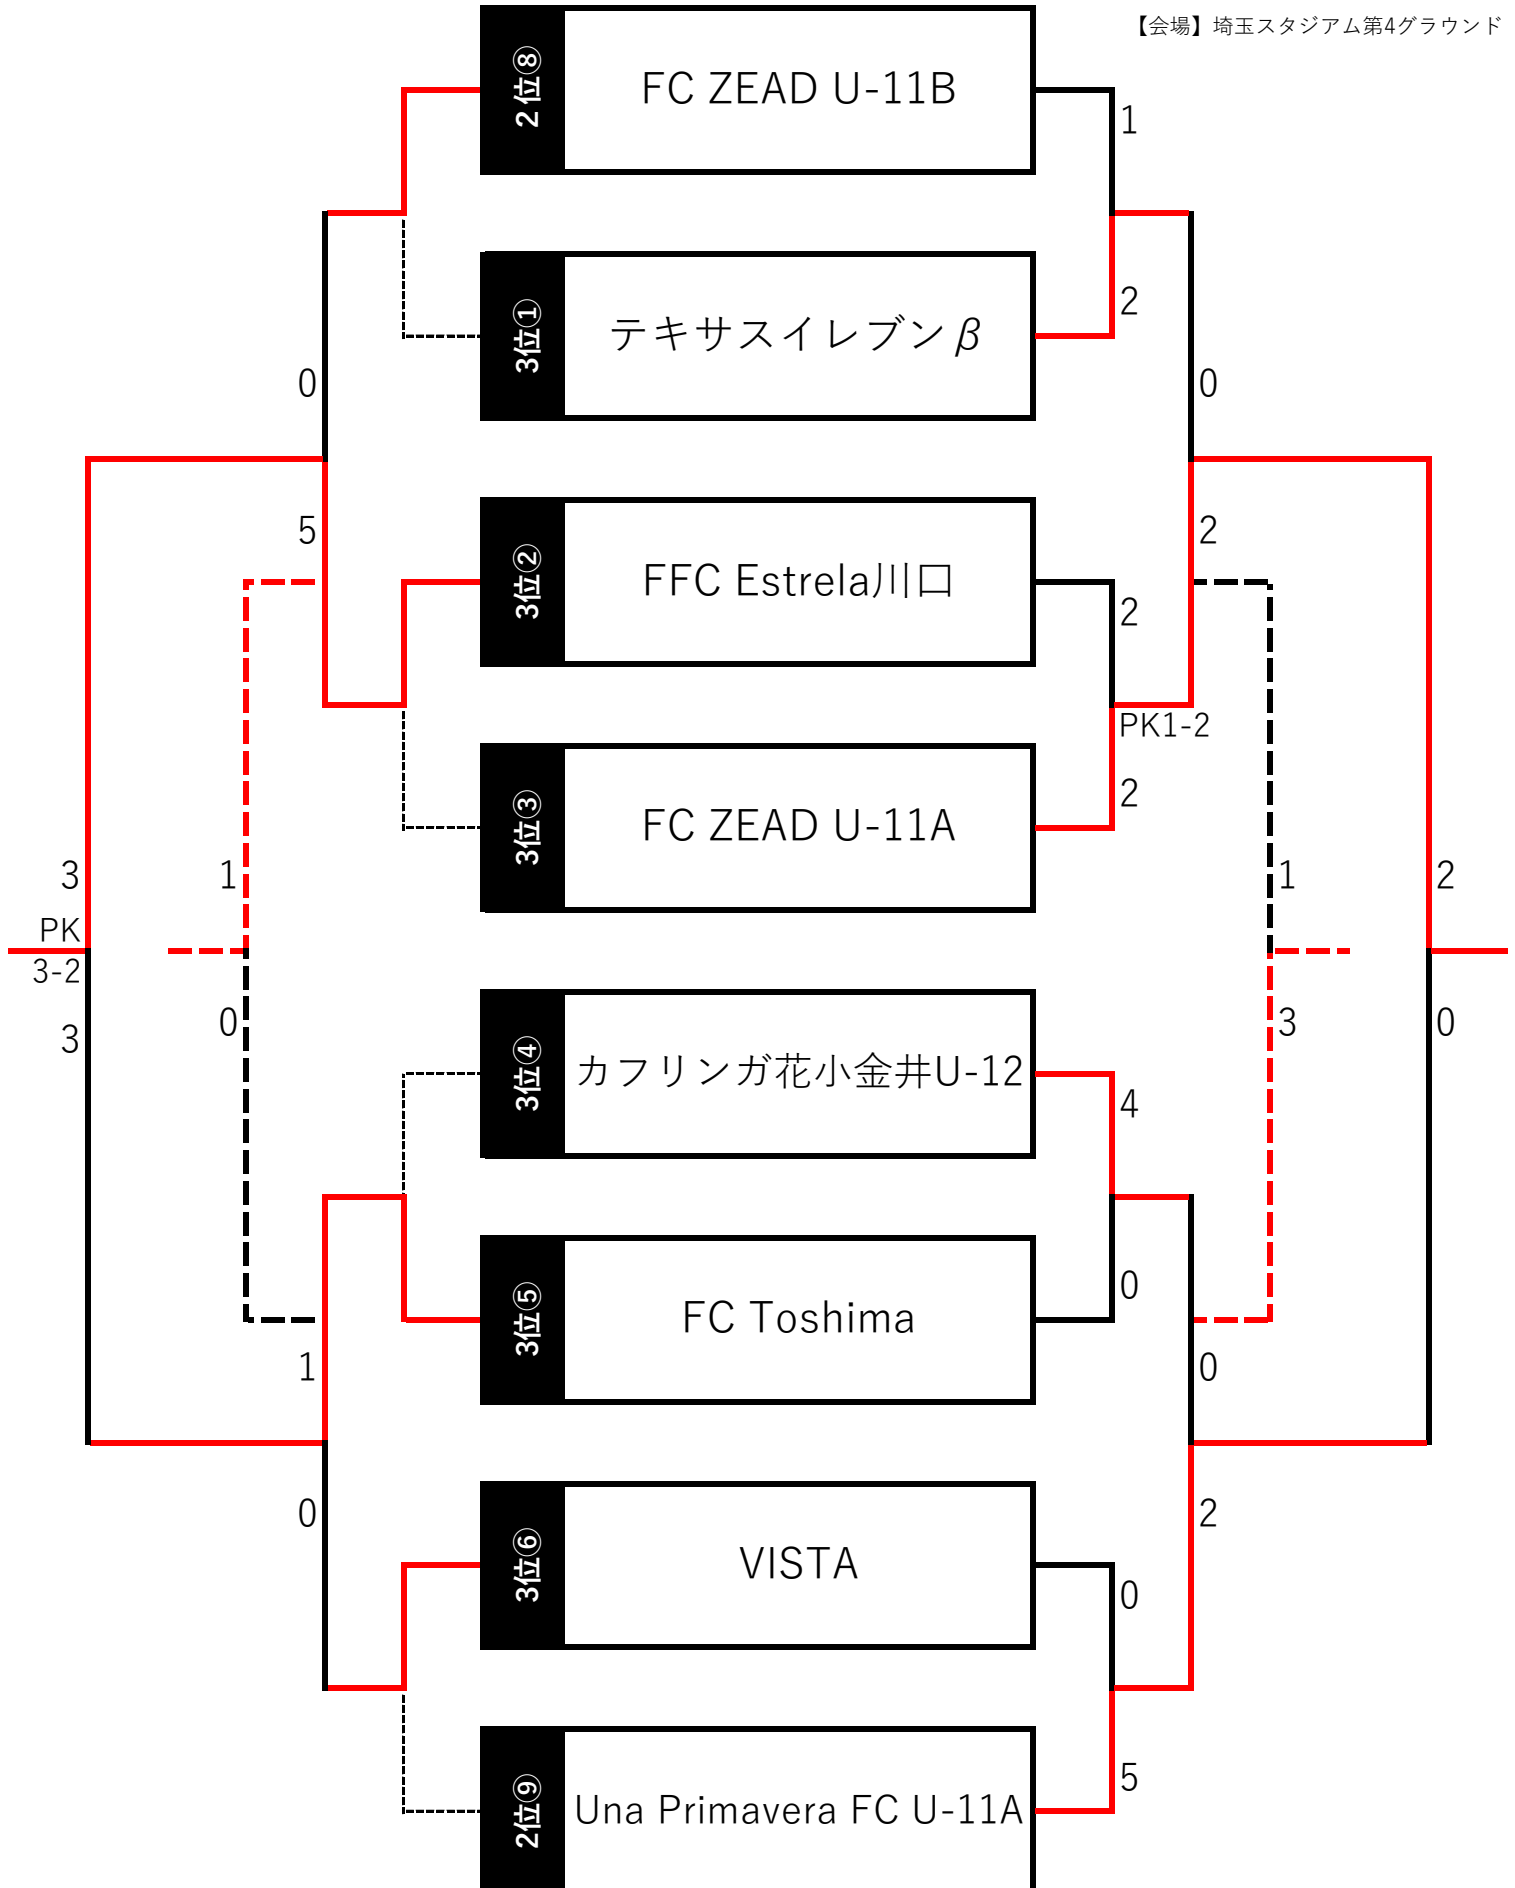 【会場】埼玉スタジアム第4グラウンド
2位⑧
FC ZEAD U-11B
1
3位①
テキサスイレブンβ
2
0
0
5
2
3位②
FFC Estrela川口
2
PK1-2
3位③
FC ZEAD U-11A
2
3
1
1
2
PK
3-2
3
0
3
0
3位④
カフリンガ花小金井U-12
4
3位⑤
FC Toshima
0
1
0
0
2
3位⑥
VISTA
0
2位⑨
Una Primavera FC U-11A
5